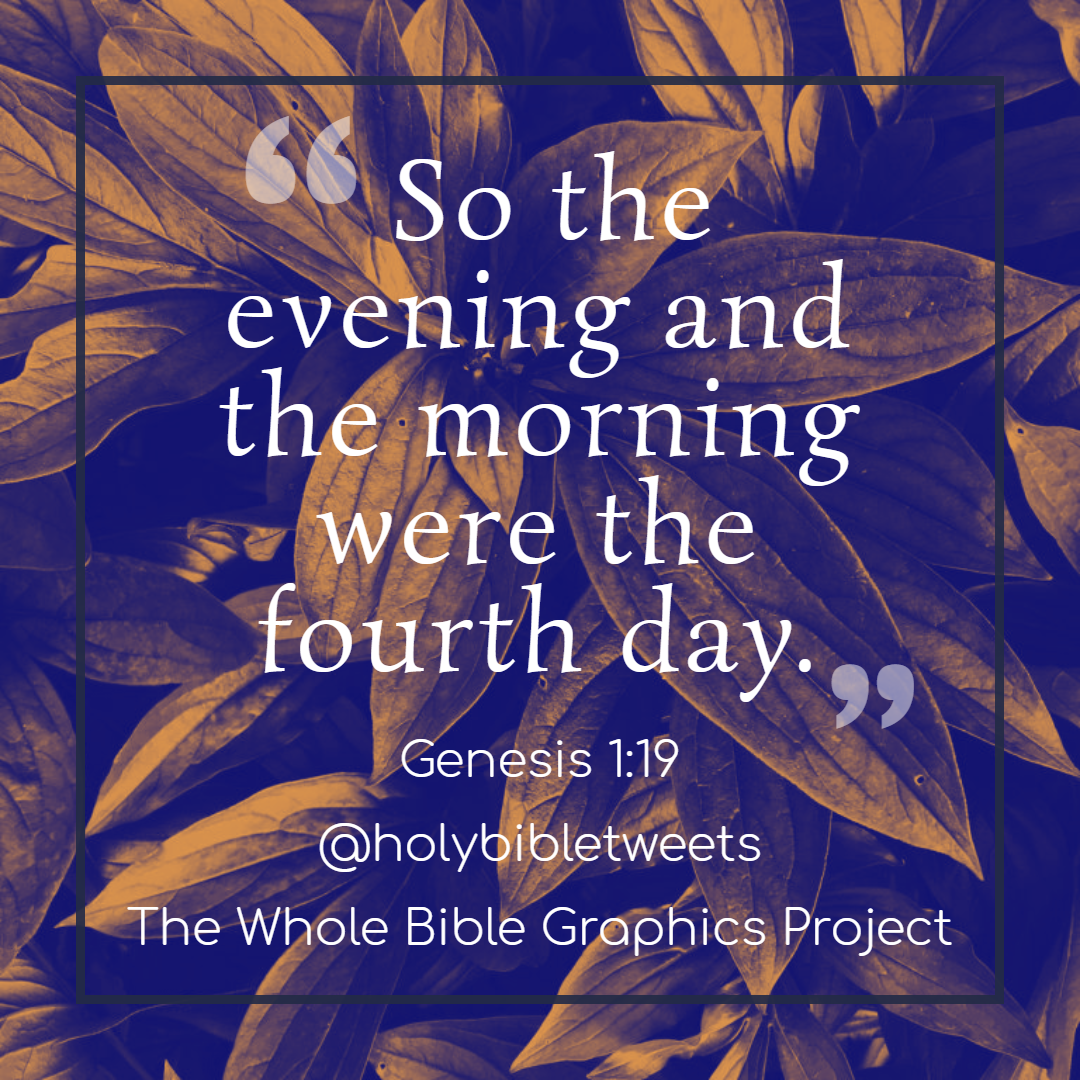 “ So the
evening and
the morning
were the
fourth day. ”
Genesis 1:19
@holybibletweets
The Whole Bible Graphics Project